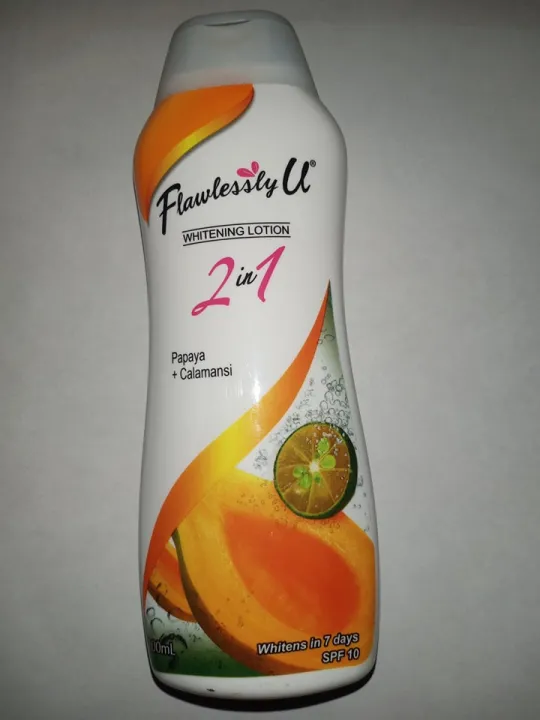 Flawlessly U®
WHITENING LOTION
2 in 1
Papaya
+ Calamansi
Whitens in 7 days
SPF 10